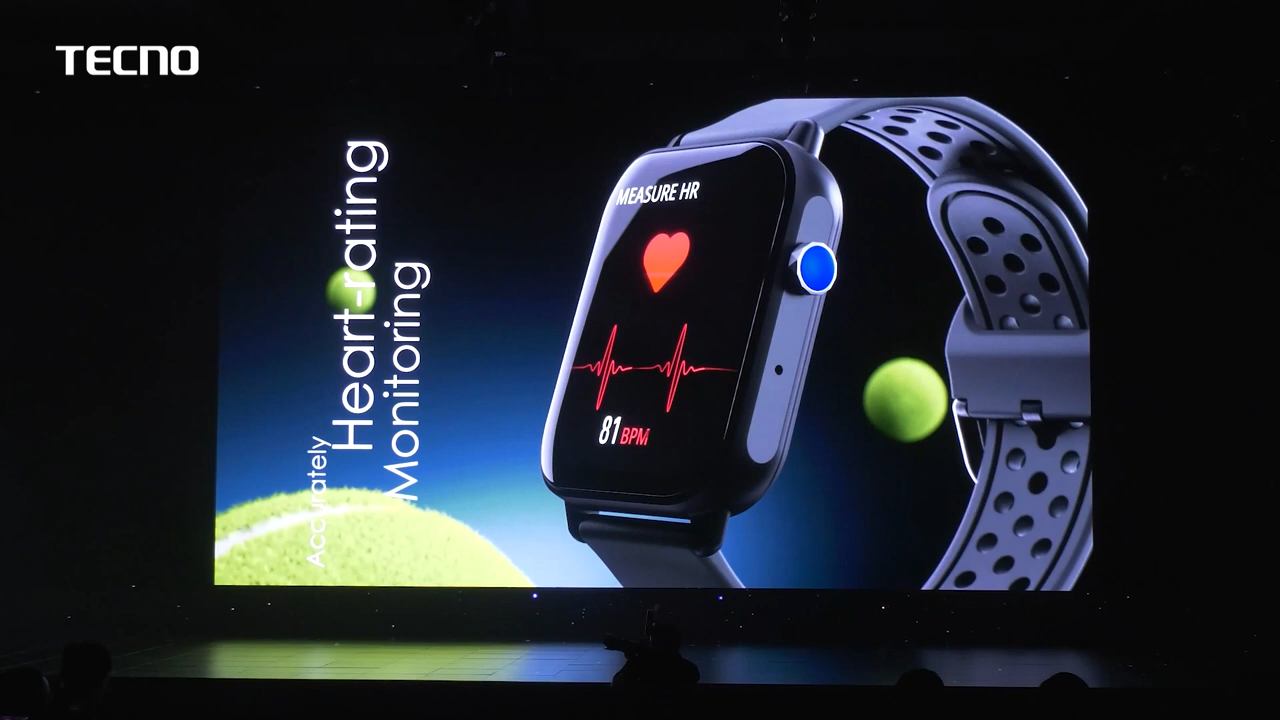 TECNO
Accurately
Heart-rating
Monitoring
MEASURE HR
81 BPM